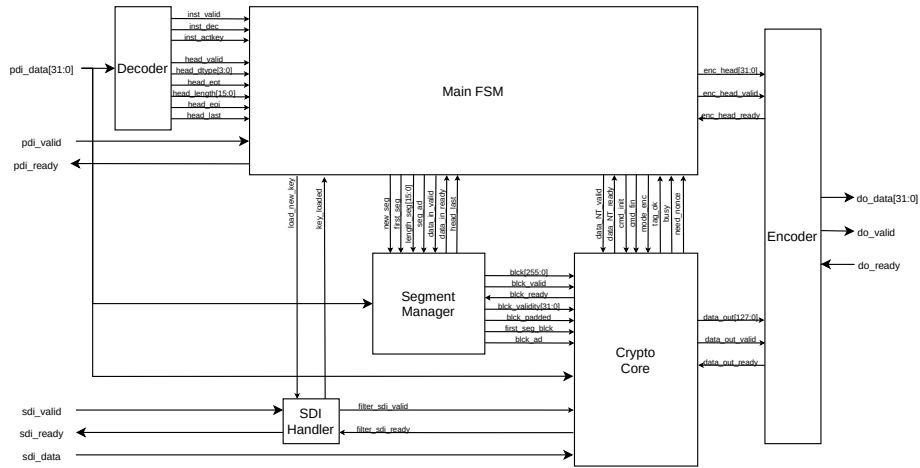 inst_valid
inst_dec
inst_actkey
head_valid
head_dtype[3:0]
head_eot
head_length[15:0]
head_eoi
head_last
pdi_data[31:0]
Decoder
Main FSM
enc_head[31:0]
enc_head_valid
enc_head_ready
pdi_valid
pdi_ready
load_new_key
key_loaded
new_seg
first_seg
length_seg[15:0]
seg_ad
data_in_valid
data_in_ready
head_last
data_NT_valid
data_NT_ready
cmd_init
cmd_fin
mode_enc
tag_ok
busy
need_nonce
Encoder
do_data[31:0]
do_valid
do_ready
Segment
Manager
blck[255:0]
blck_valid
blck_ready
blck_validity[31:0]
blck_padded
first_seg_blck
blck_ad
Crypto
Core
data_out[127:0]
data_out_valid
data_out_ready
sdi_valid
sdi_ready
sdi_data
SDI
Handler
filter_sdi_valid
filter_sdi_ready